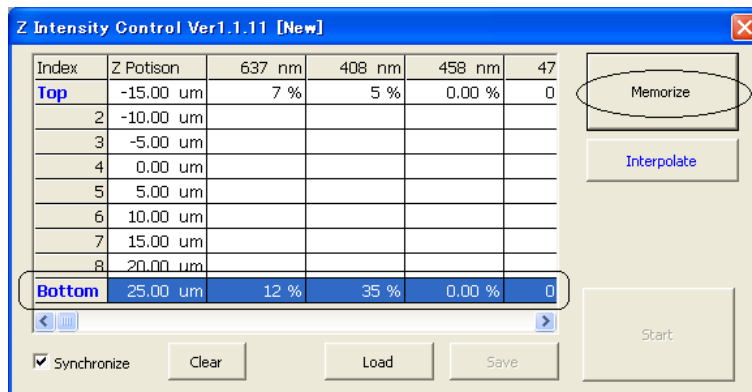 Z Intensity Control Ver1.1.11 [New]
Index Z Potison 637 nm 408 nm 458 nm 47
Top -15.00 um 7 % 5 % 0.00 % 0
2 -10.00 um
3 -5.00 um
4 0.00 um
5 5.00 um
6 10.00 um
7 15.00 um
8 20.00 um
Bottom 25.00 um 12 % 35 % 0.00 % 0
Memorize
Interpolate
Start
Synchronize Clear Load Save